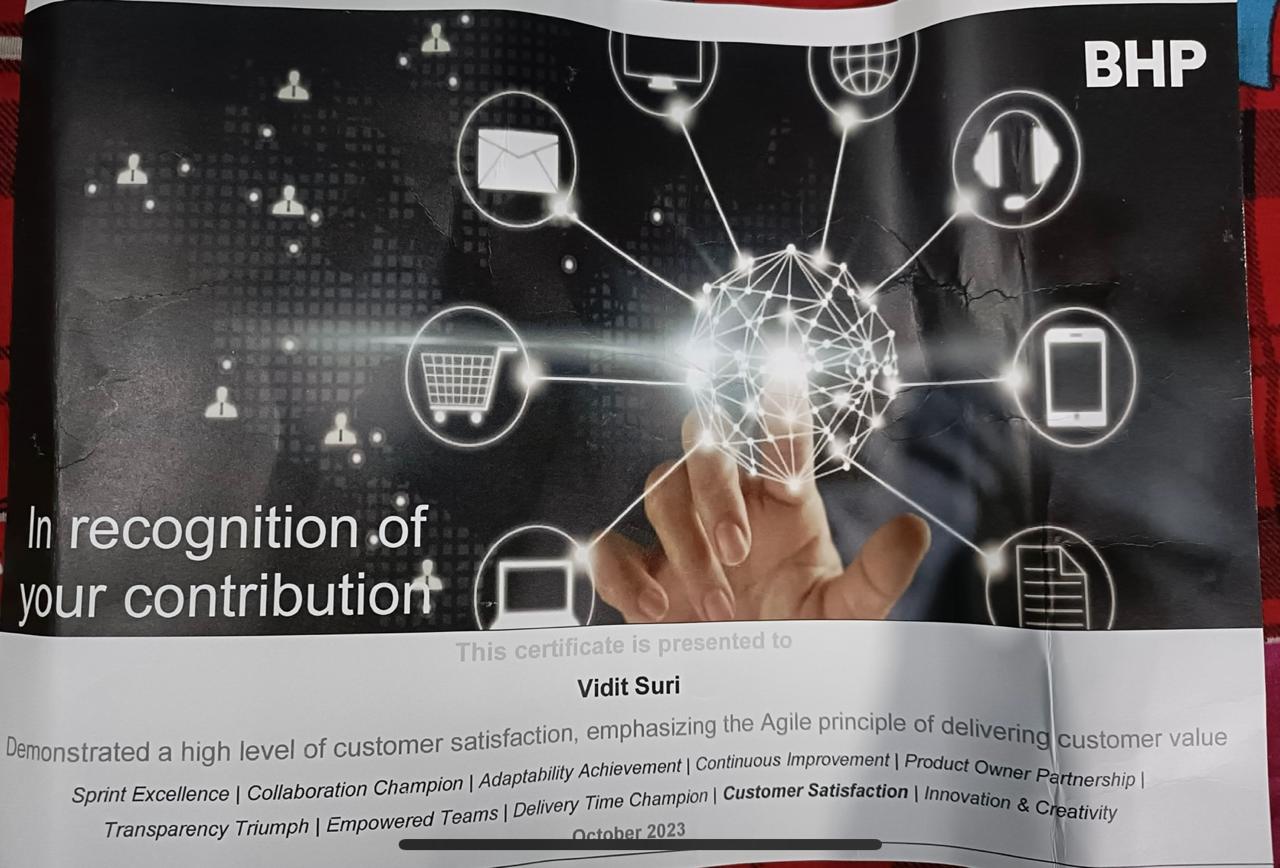 BHP
In recognition of
your contribution
This certificate is presented to
Vidit Suri
Demonstrated a high level of customer satisfaction, emphasizing the Agile principle of delivering customer value
Sprint Excellence | Collaboration Champion | Adaptability Achievement | Continuous Improvement | Product Owner Partnership |
Transparency Triumph | Empowered Teams | Delivery Time Champion | Customer Satisfaction | Innovation & Creativity
October 2023